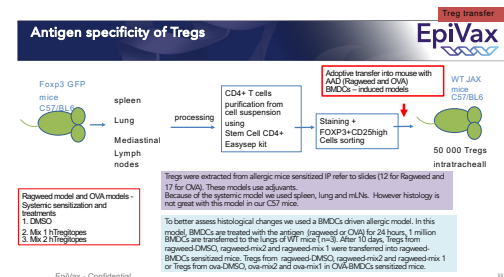 Treg transfer
Antigen specificity of Tregs
EpiVax
Foxp3 GFP
mice
C57/BL6
spleen
Lung
Mediastinal
Lymph
nodes
processing
CD4+ T cells
purification from
cell suspension
using
Stem Cell CD4+
Easysep kit
Adoptive transfer into mouse with
AAD (Ragweed and OVA)
BMDCs – induced models
Staining +
FOXP3+CD25high
Cells sorting
WT JAX
mice
C57/BL6
50 000 Tregs
intratracheall
Ragweed model and OVA models -
Systemic sensitization and
treatments
1. DMSO
2. Mix 1 hTregitopes
3. Mix 2 hTregitopes
Tregs were extracted from allergic mice sensitized IP refer to slides (12 for Ragweed and
17 for OVA). These models use adjuvants.
Because of the systemic model we used spleen, lung and mLNs. However histology is
not great with this model in our C57 mice.
To better assess histological changes we used a BMDCs driven allergic model. In this
model, BMDCs are treated with the antigen (ragweed or OVA) for 24 hours, 1 million
BMDCs are transferred to the lungs of WT mice ( n=3). After 10 days, Tregs from
ragweed-DMSO, ragweed-mix2 and ragweed-mix 1 were transferred into ragweed-
BMDCs sensitized mice. Tregs from ragweed-DMSO, ragweed-mix2 and ragweed-mix 1
or Tregs from ova-DMSO, ova-mix2 and ova-mix1 in OVA-BMDCs sensitized mice.
EpiVax - Confidential